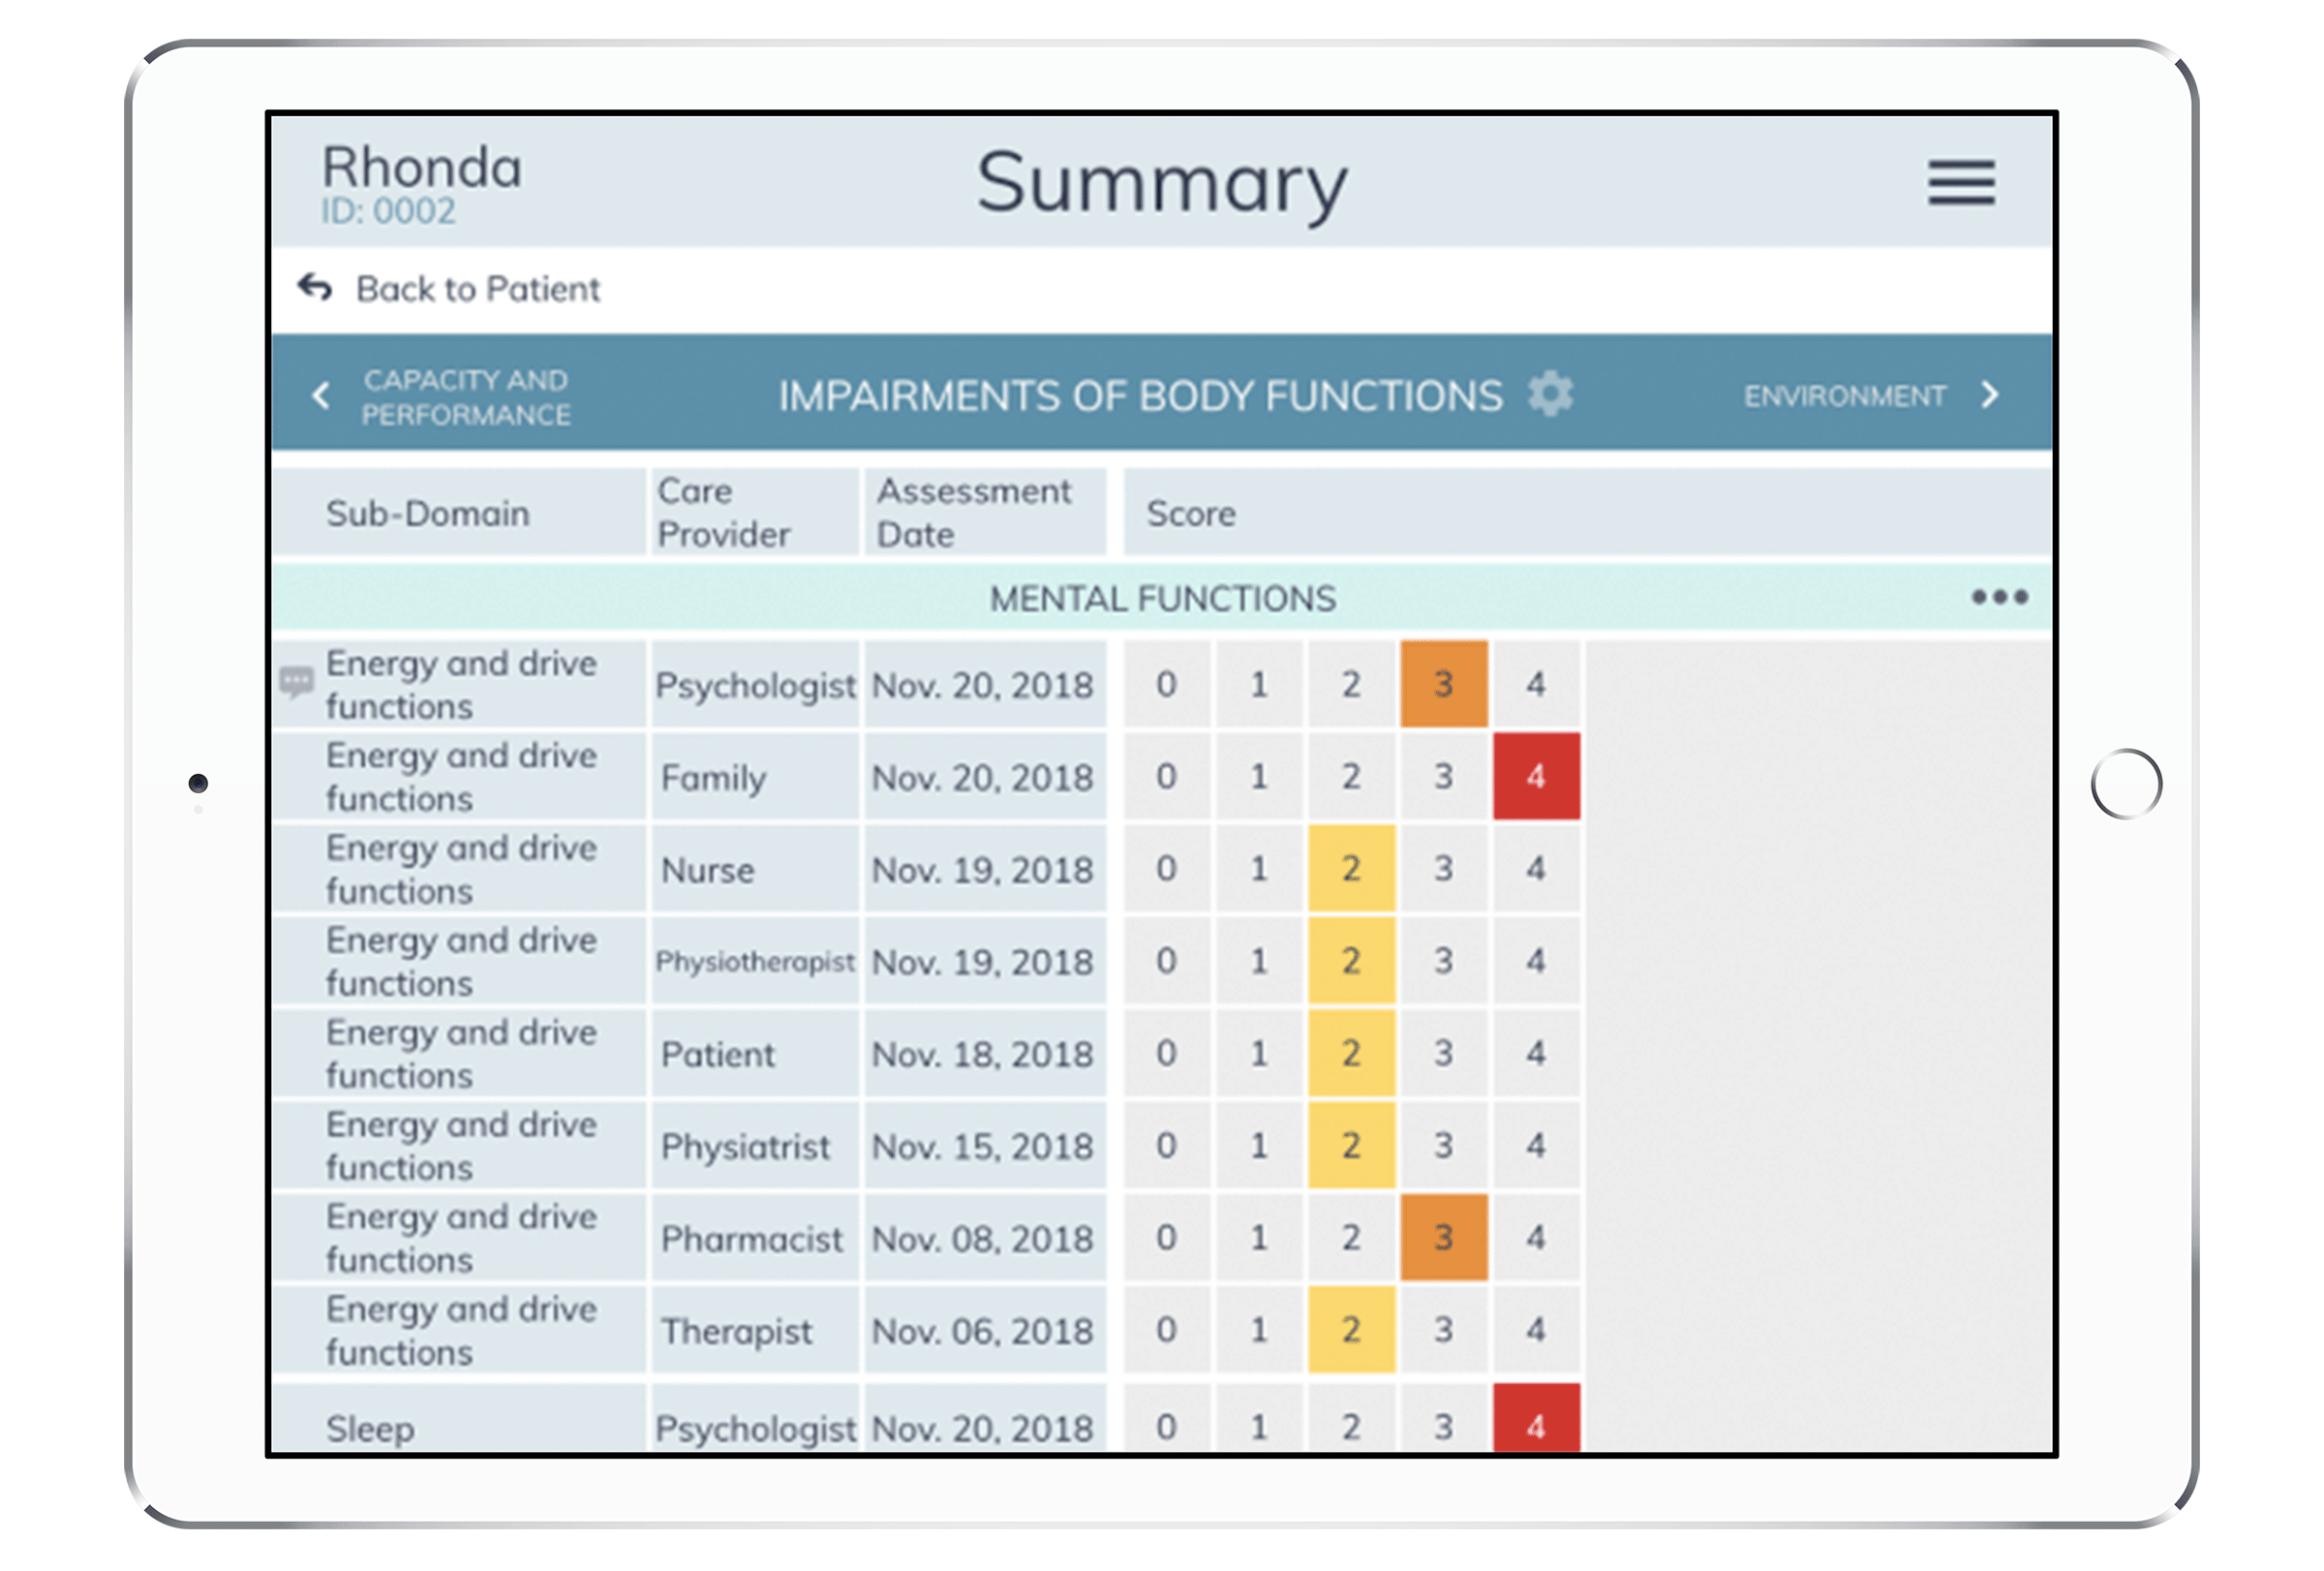 Rhonda
ID: 0002
Summary
Back to Patient
CAPACITY AND
PERFORMANCE
IMPAIRMENTS OF BODY FUNCTIONS
ENVIRONMENT
Sub-Domain
Care
Provider
Assessment
Date
Score
MENTAL FUNCTIONS
Energy and drive
functions
Psychologist
Nov. 20, 2018
0 1 2 3 4
Energy and drive
functions
Family
Nov. 20, 2018
0 1 2 3 4
Energy and drive
functions
Nurse
Nov. 19, 2018
0 1 2 3 4
Energy and drive
functions
Physiotherapist
Nov. 19, 2018
0 1 2 3 4
Energy and drive
functions
Patient
Nov. 18, 2018
0 1 2 3 4
Energy and drive
functions
Physiatrist
Nov. 15, 2018
0 1 2 3 4
Energy and drive
functions
Pharmacist
Nov. 08, 2018
0 1 2 3 4
Energy and drive
functions
Therapist
Nov. 06, 2018
0 1 2 3 4
Sleep
Psychologist
Nov. 20, 2018
0 1 2 3 4